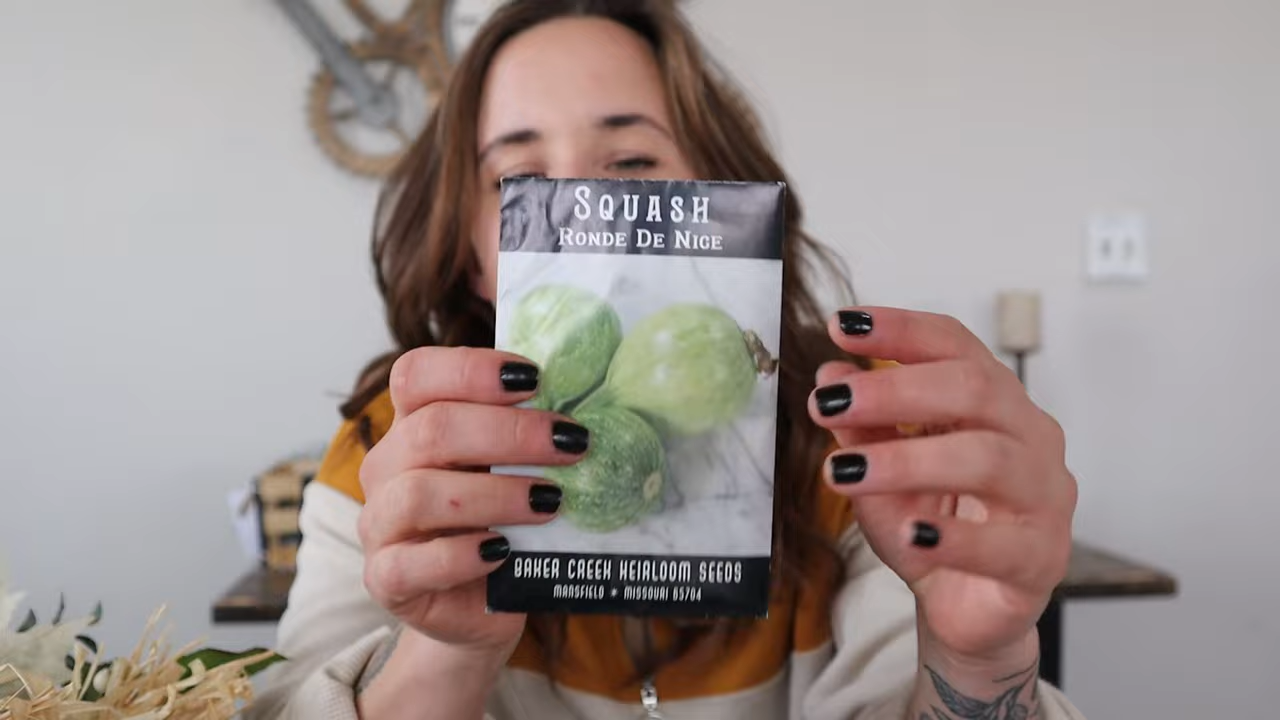 SQUASH
RONDE DE NICE
BAKER CREEK HEIRLOOM SEEDS
MANSFIELD * MISSOURI 65704